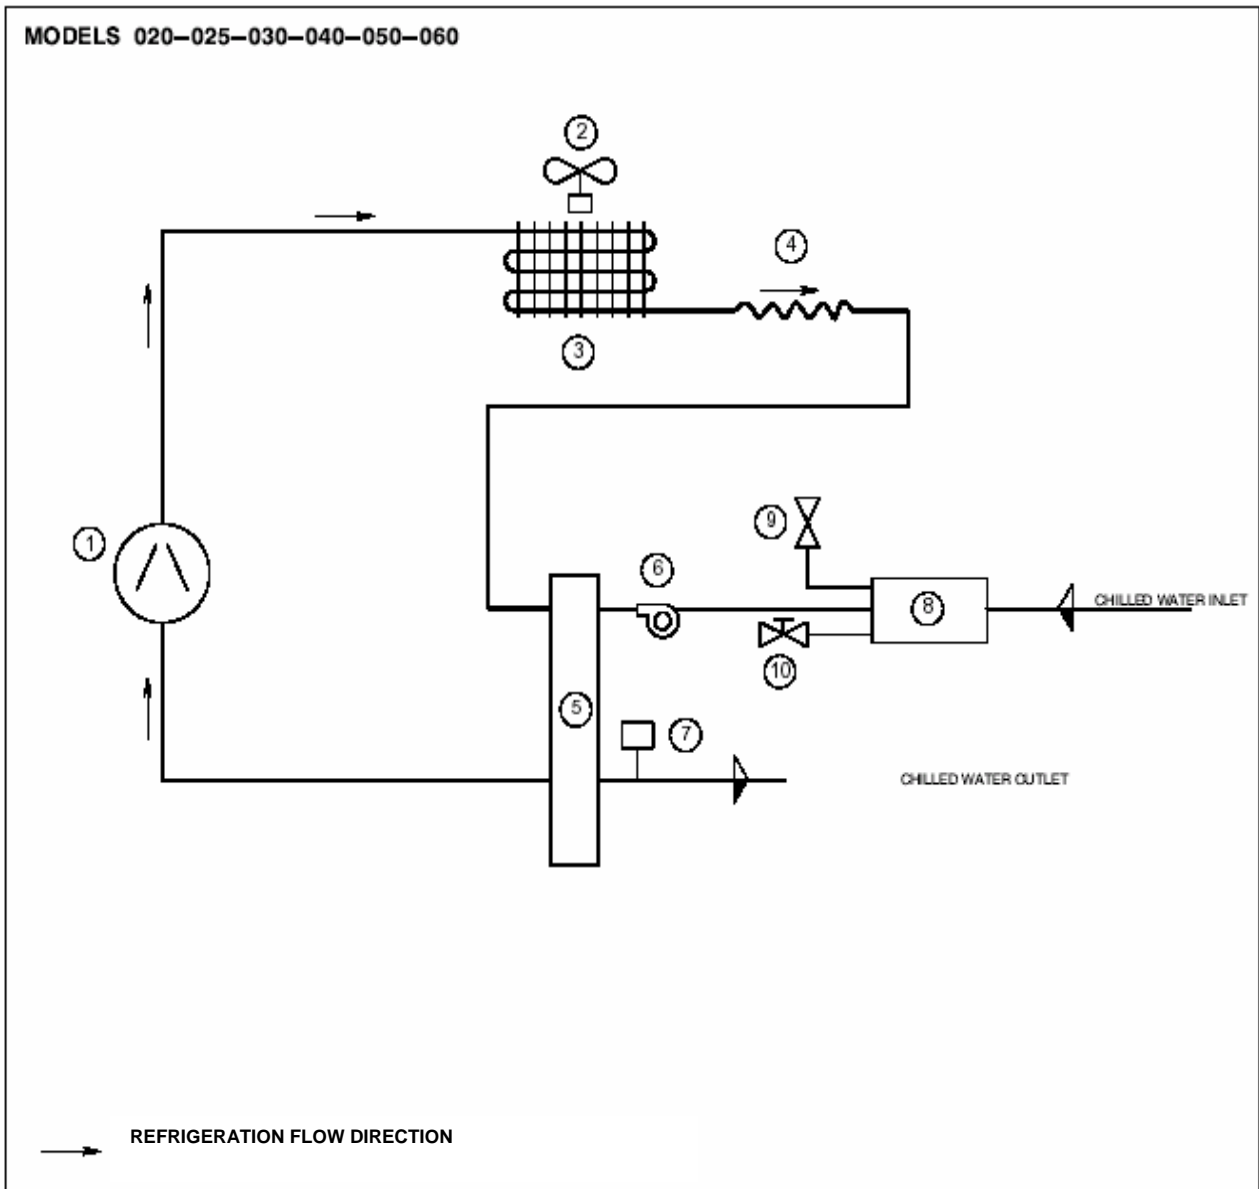 MODELS 020–025–030–040–050–060
2
4
3
9
1
6
8
CHILLED WATER INLET
10
5
7
CHILLED WATER OUTLET
REFRIGERATION FLOW DIRECTION